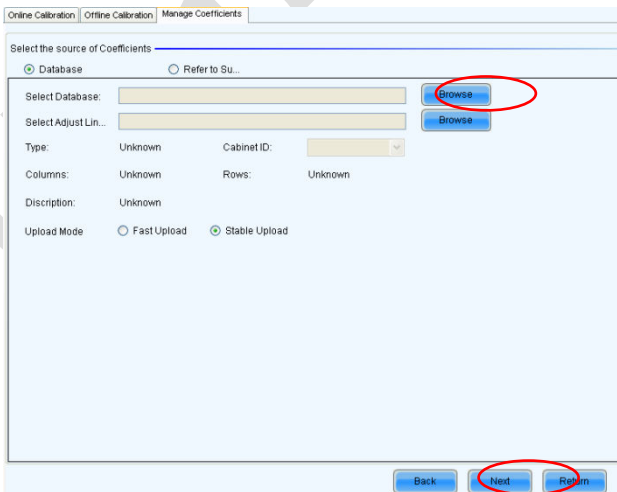 Online Calibration Offline Calibration Manage Coefficients
Select the source of Coefficients
Database Refer to Su...
Select Database: Browse
Select Adjust Lin... Browse
Type: Unknown Cabinet ID:
Columns: Unknown Rows: Unknown
Discription: Unknown
Upload Mode Fast Upload Stable Upload
Back Next Return